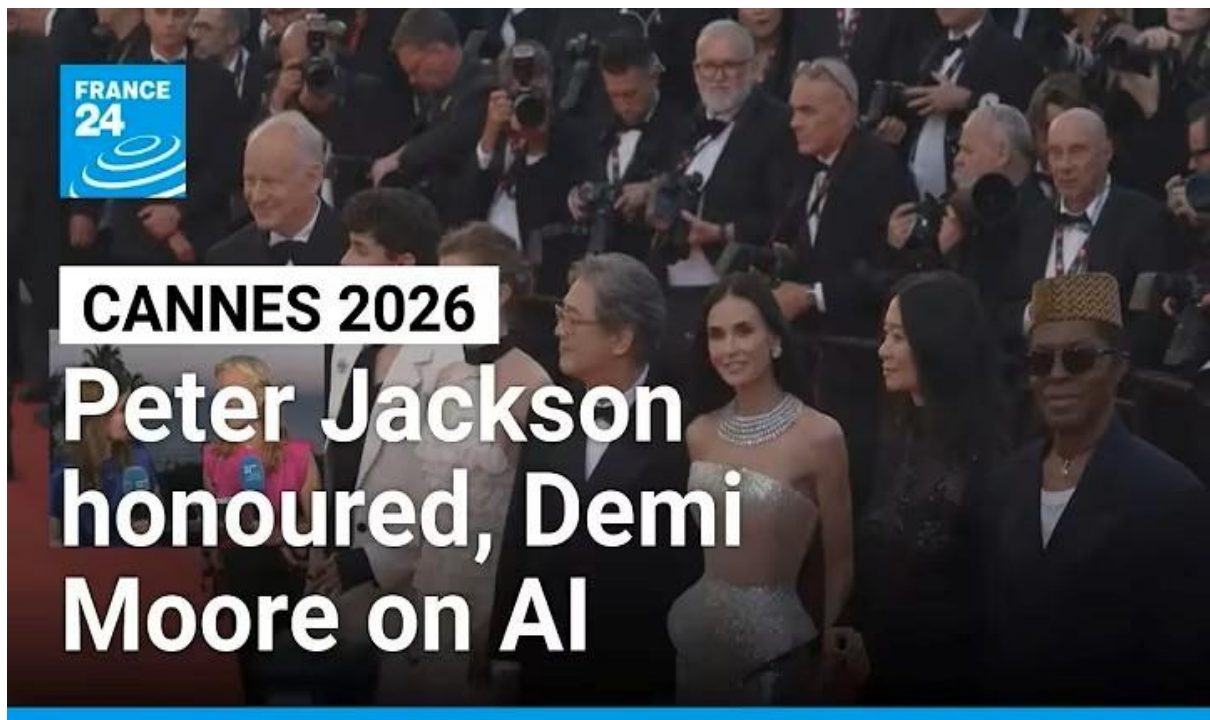 FRANCE
24
CANNES 2026
Peter Jackson
honoured, Demi
Moore on AI